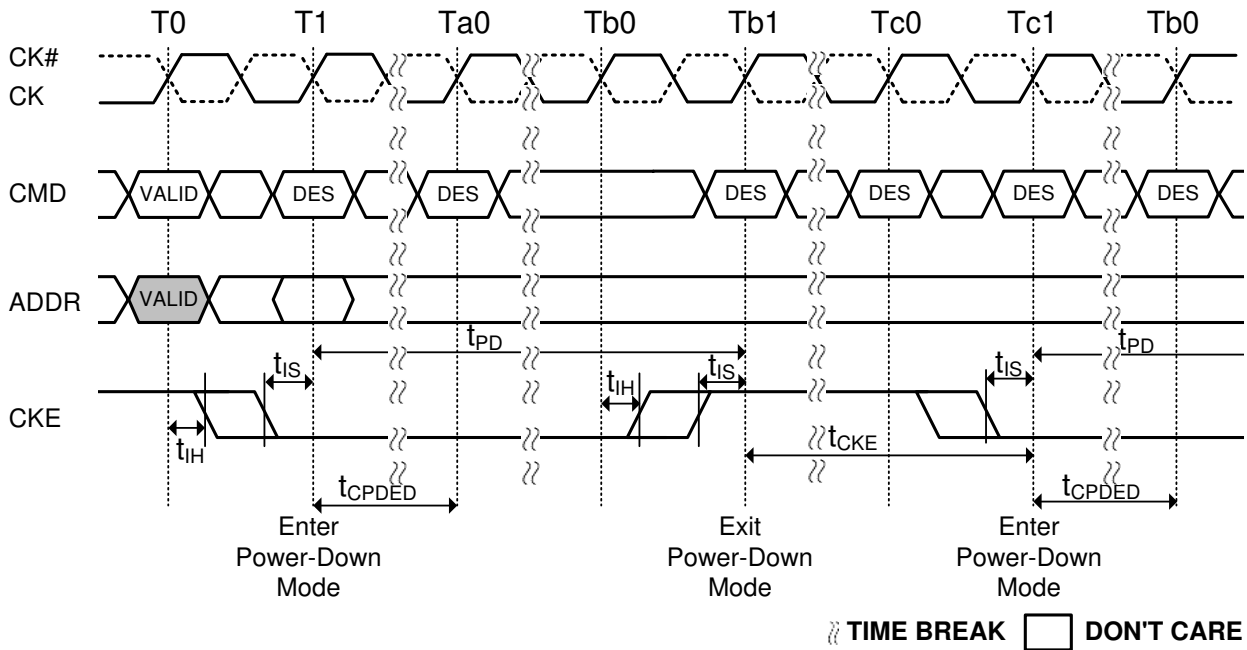 T0 T1 Ta0 Tb0 Tb1 Tc0 Tc1 Tb0
CK#
CK
CMD VALID DES DES DES DES DES DES
ADDR VALID
tPD tPD
tIS tIH tIS tIS
CKE
tIH tCKE
tCPDED tCPDED
Enter
Power-Down
Mode
Exit
Power-Down
Mode
Enter
Power-Down
Mode
TIME BREAK DON'T CARE